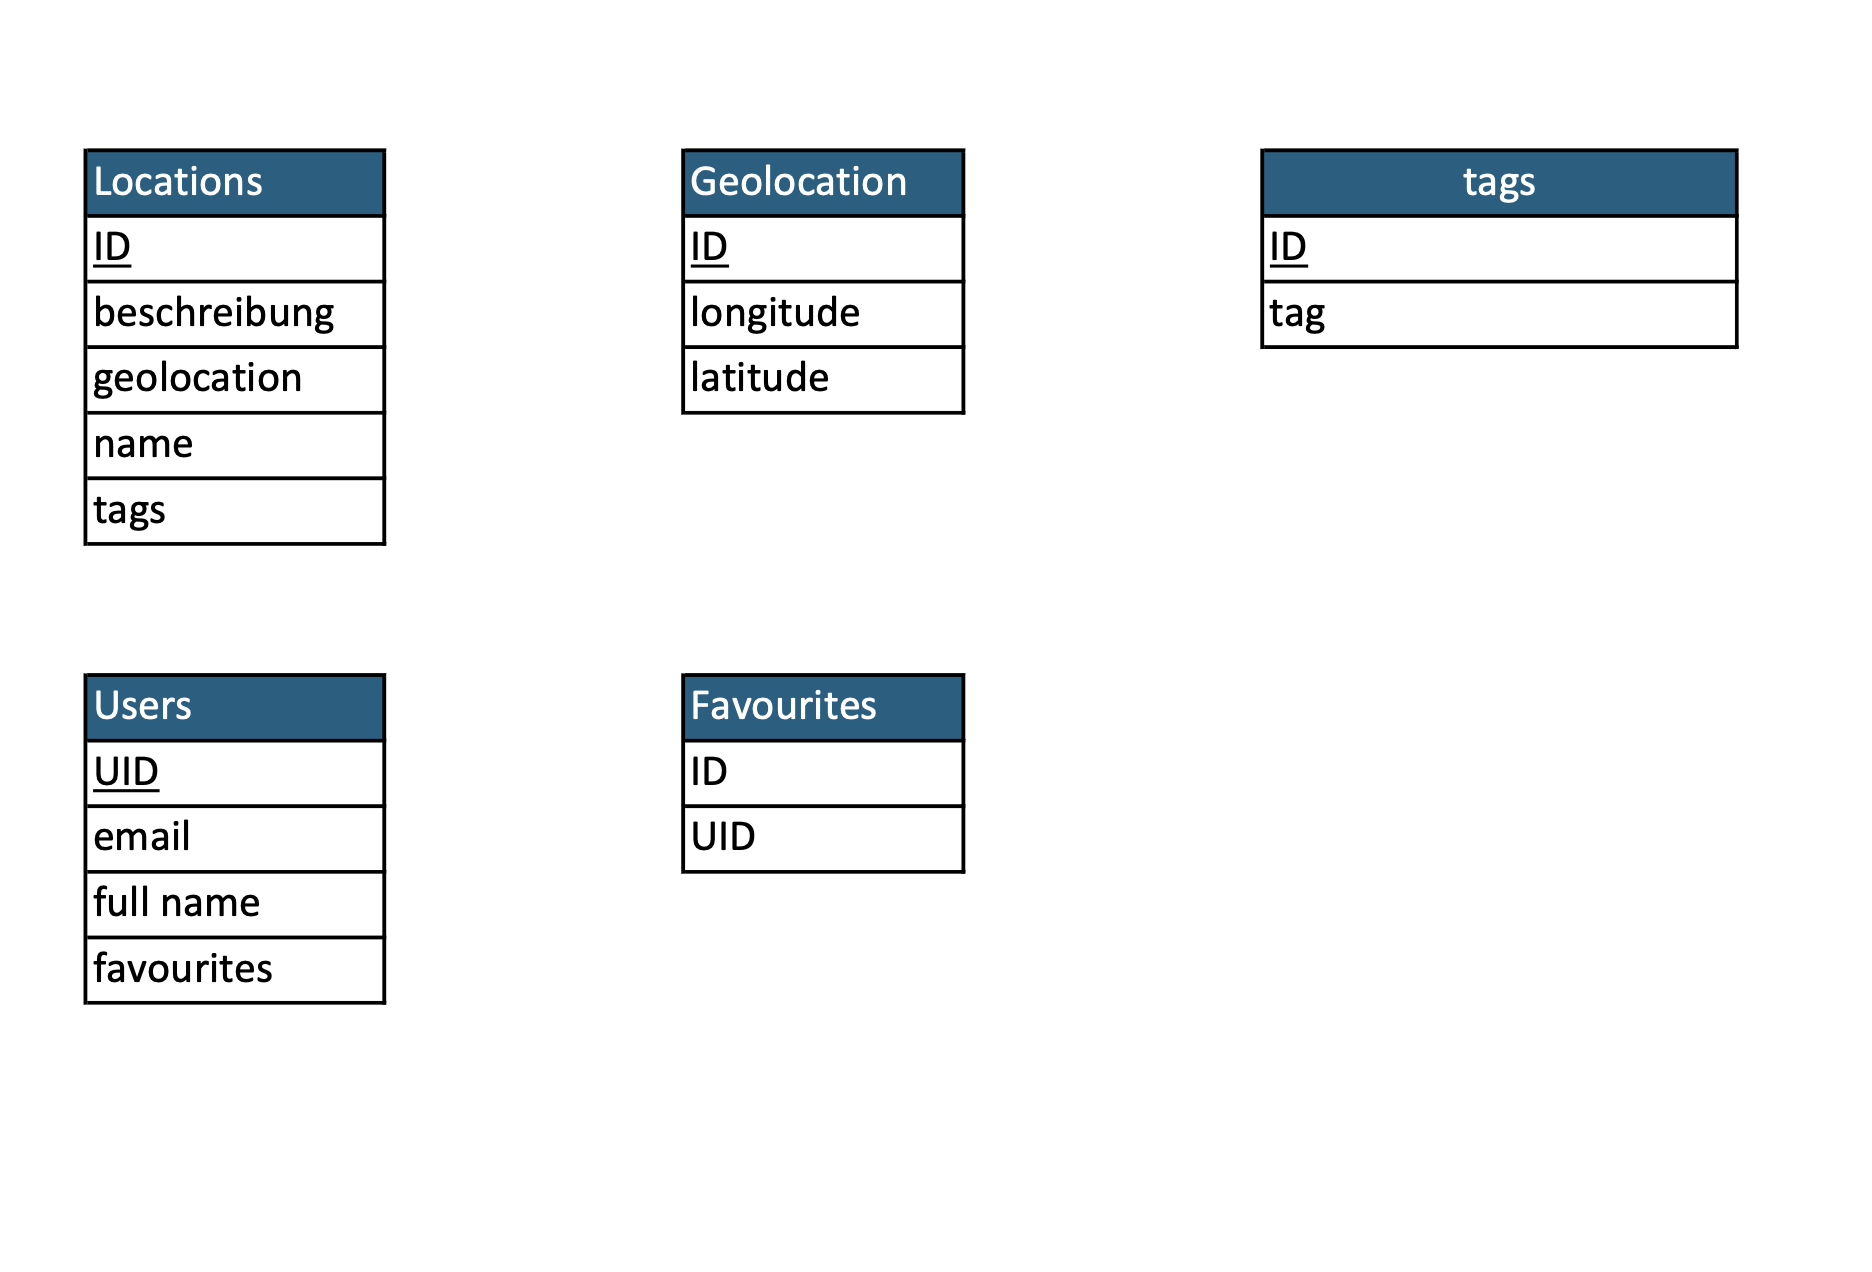 Locations
ID
beschreibung
geolocation
name
tags
Geolocation
ID
longitude
latitude
tags
ID
tag
Users
UID
email
full name
favourites
Favourites
ID
UID